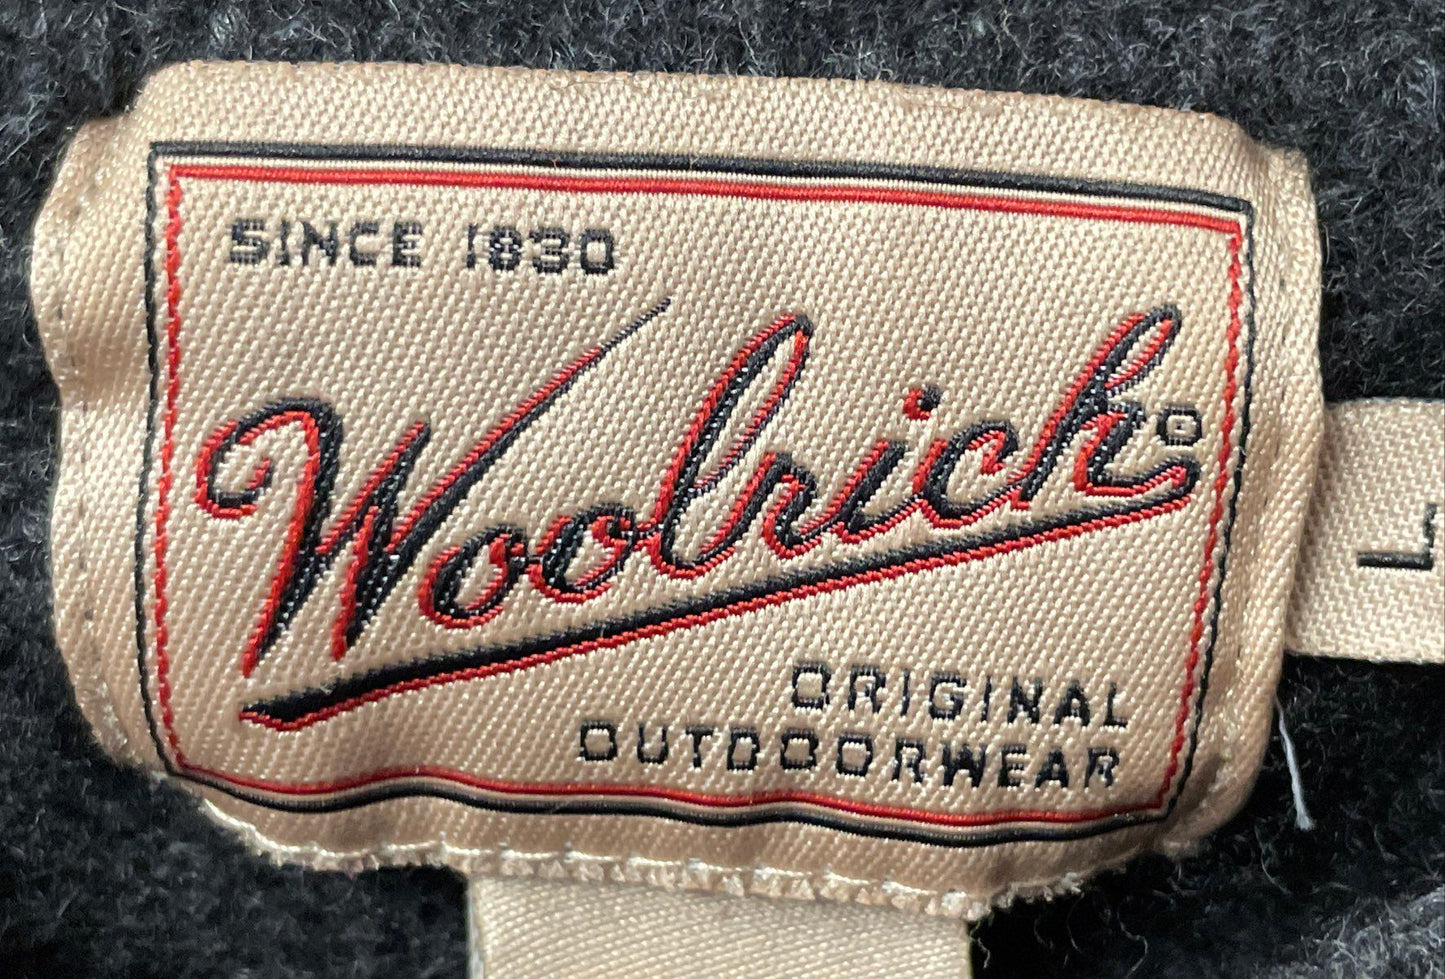 SINCE 1830
Woolrich
ORIGINAL
OUTDOORWEAR
L